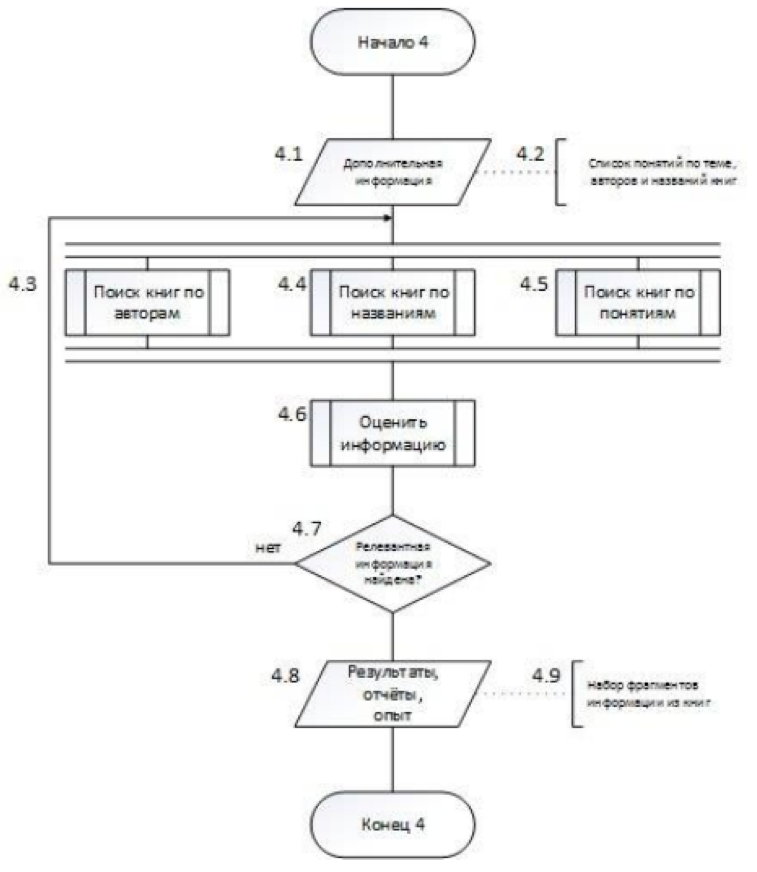 Начало 4
4.1
Дополнительная
информация
4.2
Список понятий по теме,
авторов и названий книг
4.3
Поиск книг по
авторам
4.4
Поиск книг по
названиям
4.5
Поиск книг по
понятиям
4.6
Оценить
информацию
4.7
нет
Релевантная
информация
найдена?
4.8
Результаты,
отчёты,
опыт
4.9
Набор фрагментов
информации из книг
Конец 4